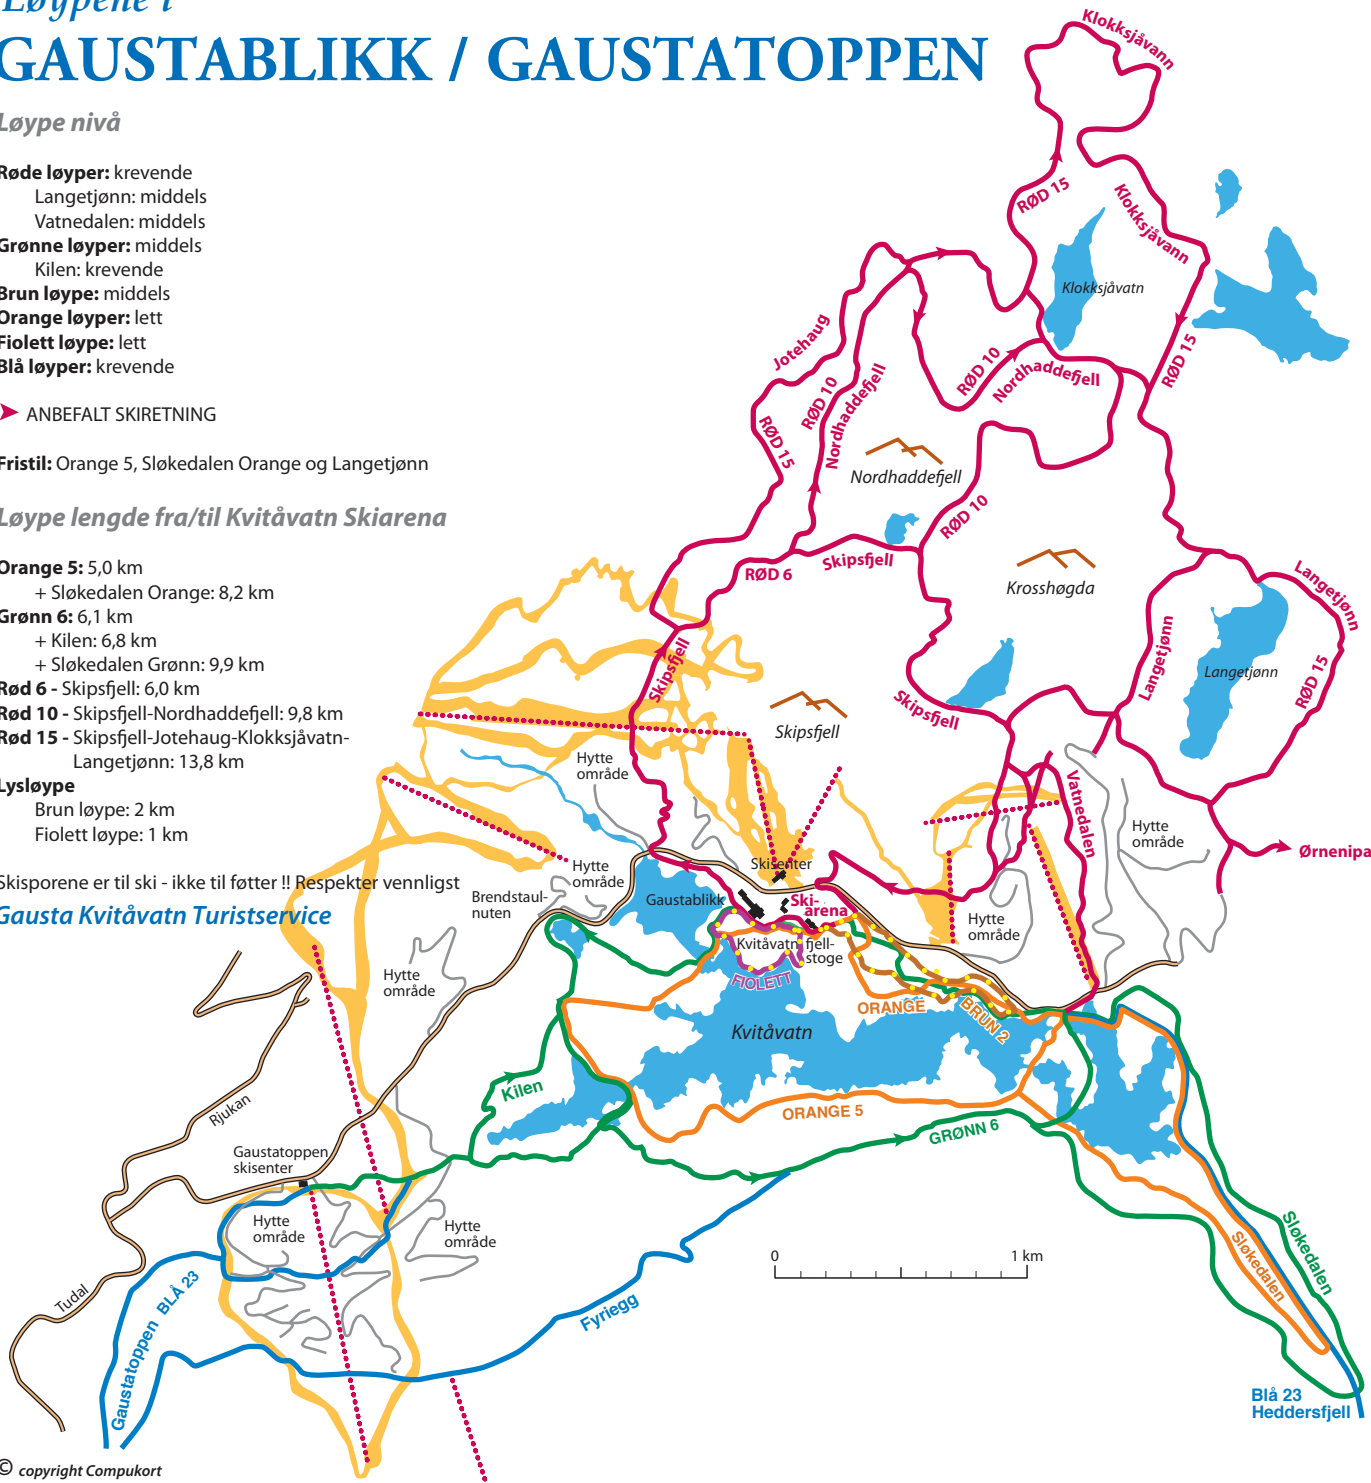 Løypene i
GAUSTABLIKK / GAUSTATOPPEN
Løype nivå
Røde løyper: krevende
Langetjønn: middels
Vatnedalen: middels
Grønne løyper: middels
Kilen: krevende
Brun løype: middels
Orange løyper: lett
Fiolett løype: lett
Blå løyper: krevende
ANBEFALT SKIRETNING
Fristil: Orange 5, Sløkedalen Orange og Langetjønn
Løype lengde fra/til Kvitåvatn Skiarena
Orange 5: 5,0 km
+ Sløkedalen Orange: 8,2 km
Grønn 6: 6,1 km
+ Kilen: 6,8 km
+ Sløkedalen Grønn: 9,9 km
Rød 6 - Skipsfjell: 6,0 km
Rød 10 - Skipsfjell-Nordhaddefjell: 9,8 km
Rød 15 - Skipsfjell-Jotehaug-Klokksjåvatn-
Langetjønn: 13,8 km
Lysløype
Brun løype: 2 km
Fiolett løype: 1 km
Skisporene er til ski - ikke til føtter !! Respekter vennligst
Gausta Kvitåvatn Turistservice
Klokksjåvann
RØD 15
Klokksjåvann
Klokksjåvatn
RØD 15
Jotehaug
RØD 10
Nordhaddefjell
RØD 15
RØD 10
Nordhaddefjell
Nordhaddefjell
RØD 10
Skipsfjell
RØD 6
Krosshøgda
Langetjønn
Langetjønn
Langetjønn
RØD 15
Skipsfjell
Skipsfjell
Skipsfjell
Hytte
område
Vatnedalen
Hytte
område
Ørnenipa
Skisenter
Hytte
område
Brendstaul-
nuten
Gaustablikk
Ski-
arena
Hytte
område
Kvitåvatn fjell-
stoge
FIOLETT
ORANGE
BRUN 2
Kvitåvatn
Hytte
område
Kilen
ORANGE 5
GRØNN 6
Rjukan
Gaustatoppen
skisenter
Hytte
område
Hytte
område
0
1 km
Sløkedalen
Sløkedalen
Tudal
Gaustatoppen BLÅ 23
Fyriegg
Blå 23
Heddersfjell
© copyright Compukort